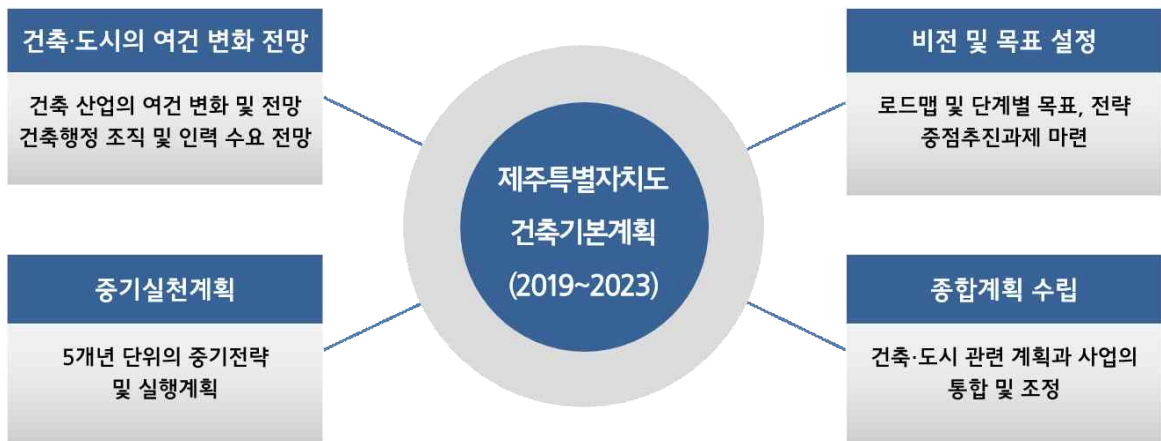 건축·도시의 여건 변화 전망
건축 산업의 여건 변화 및 전망
건축행정 조직 및 인력 수요 전망
비전 및 목표 설정
로드맵 및 단계별 목표, 전략
중점추진과제 마련
제주특별자치도
건축기본계획
(2019~2023)
중기실천계획
5개년 단위의 중기전략
및 실행계획
종합계획 수립
건축·도시 관련 계획과 사업의
통합 및 조정